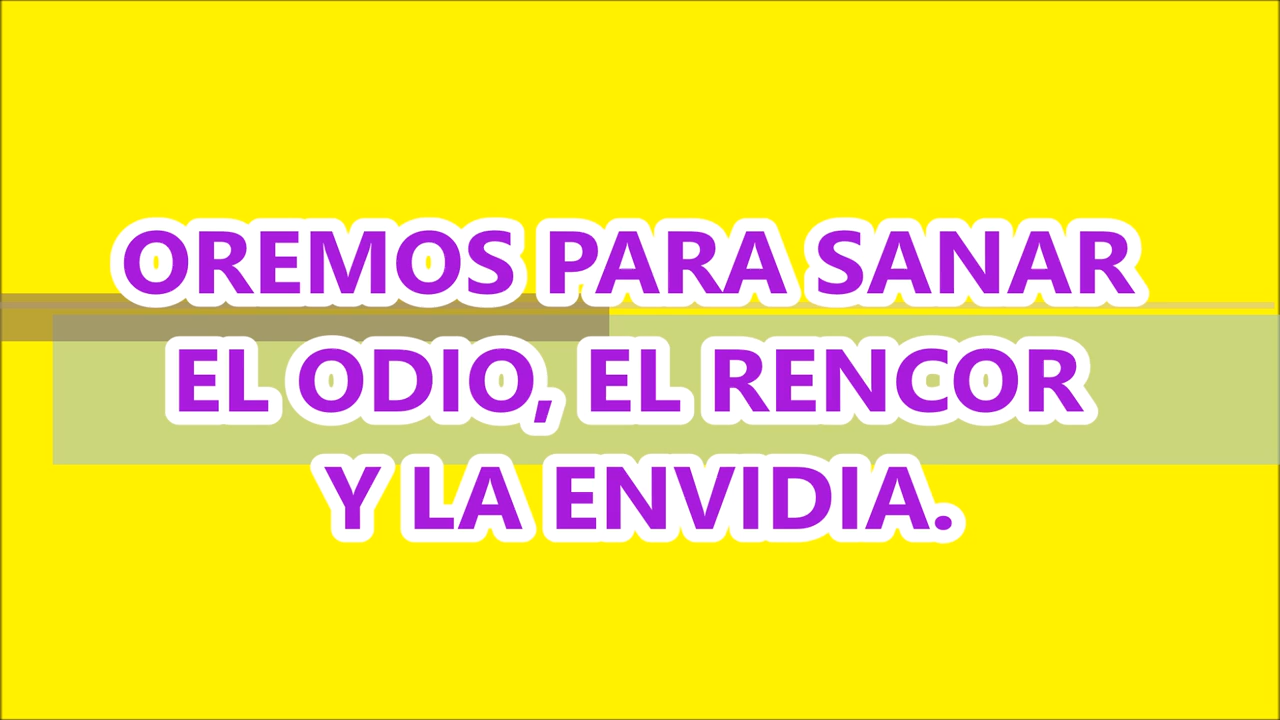 OREMOS PARA SANAR
EL ODIO, EL RENCOR
Y LA ENVIDIA.